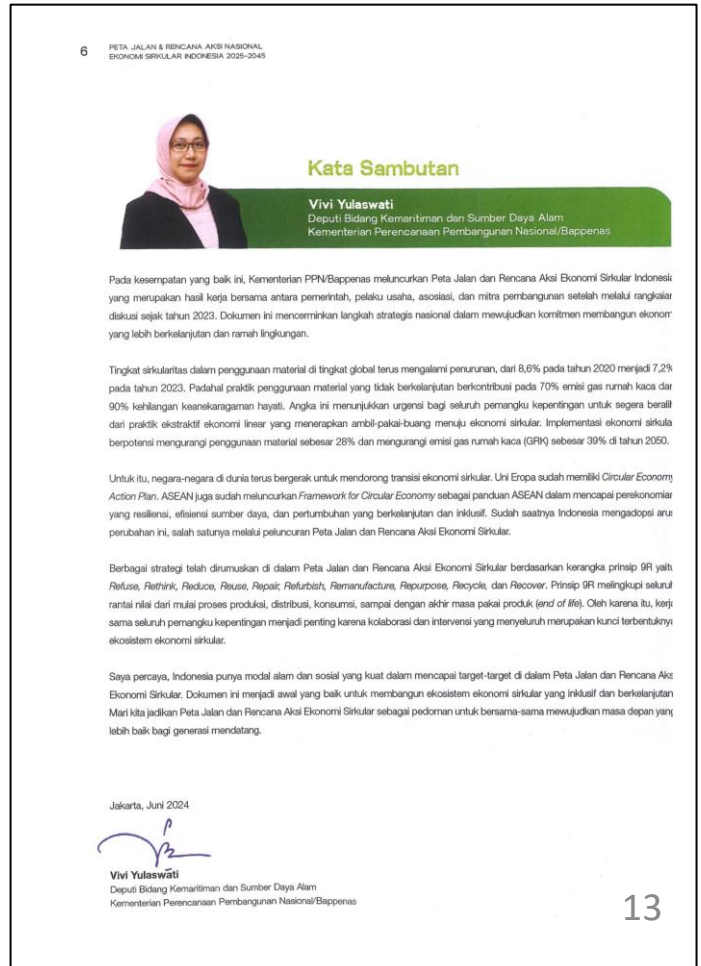 6
PETA JALAN & RENCANA AKSI NASIONAL
EKONOMI SIRKULAR INDONESIA 2025-2045
Kata Sambutan
Vivi Yulaswati
Deputi Bidang Kemaritiman dan Sumber Daya Alam
Kementerian Perencanaan Pembangunan Nasional/Bappenas
Pada kesempatan yang baik ini, Kementerian PPN/Bappenas meluncurkan Peta Jalan dan Rencana Aksi Ekonomi Sirkular Indonesia
yang merupakan hasil kerja bersama antara pemerintah, pelaku usaha, asosiasi, dan mitra pembangunan setelah melalui rangkaian
diskusi sejak tahun 2023. Dokumen ini mencerminkan langkah strategis nasional dalam mewujudkan komitmen membangun ekonom
yang lebih berkelanjutan dan ramah lingkungan.
Tingkat sirkularitas dalam penggunaan material di tingkat global terus mengalami penurunan, dari 8,6% pada tahun 2020 menjadi 7,2%
pada tahun 2023. Padahal praktik penggunaan material yang tidak berkelanjutan berkontribusi pada 70% emisi gas rumah kaca dan
90% kehilangan keanekaragaman hayati. Angka ini menunjukkan urgensi bagi seluruh pemangku kepentingan untuk segera beralih
dari praktik ekstraktif ekonomi linear yang menerapkan ambil-pakai-buang menuju ekonomi sirkular. Implementasi ekonomi sirkula
berpotensi mengurangi penggunaan material sebesar 28% dan mengurangi emisi gas rumah kaca (GRK) sebesar 39% di tahun 2050.
Untuk itu, negara-negara di dunia terus bergerak untuk mendorong transisi ekonomi sirkular. Uni Eropa sudah memiliki Circular Economy
Action Plan. ASEAN juga sudah meluncurkan Framework for Circular Economy sebagai panduan ASEAN dalam mencapai perekonomian
yang resiliensi, efisiensi sumber daya, dan pertumbuhan yang berkelanjutan dan inklusif. Sudah saatnya Indonesia mengadopsi arus
perubahan ini, salah satunya melalui peluncuran Peta Jalan dan Rencana Aksi Ekonomi Sirkular.
Berbagai strategi telah dirumuskan di dalam Peta Jalan dan Rencana Aksi Ekonomi Sirkular berdasarkan kerangka prinsip 9R yaitu
Refuse, Rethink, Reduce, Reuse, Repair, Refurbish, Remanufacture, Repurpose, Recycle, dan Recover. Prinsip 9R melingkupi seluruh
rantai nilai dari mulai proses produksi, distribusi, konsumsi, sampai dengan akhir masa pakai produk (end of life). Oleh karena itu, kerja
sama seluruh pemangku kepentingan menjadi penting karena kolaborasi dan intervensi yang menyeluruh merupakan kunci terbentuknya
ekosistem ekonomi sirkular.
Saya percaya, Indonesia punya modal alam dan sosial yang kuat dalam mencapai target-target di dalam Peta Jalan dan Rencana Aks
Ekonomi Sirkular. Dokumen ini menjadi awal yang baik untuk membangun ekosistem ekonomi sirkular yang inklusif dan berkelanjutan
Mari kita jadikan Peta Jalan dan Rencana Aksi Ekonomi Sirkular sebagai pedoman untuk bersama-sama mewujudkan masa depan yang
lebih baik bagi generasi mendatang.
Jakarta, Juni 2024
Vivi Yulaswati
Deputi Bidang Kemaritiman dan Sumber Daya Alam
Kementerian Perencanaan Pembangunan Nasional/Bappenas
13